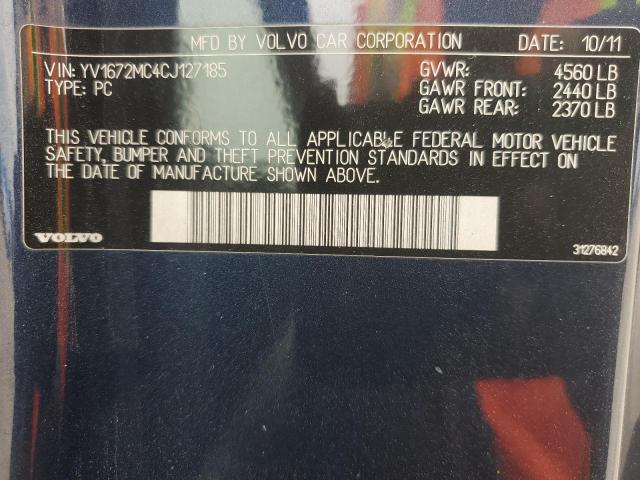 MFD BY VOLVO CAR CORPORATION DATE: 10/11
VIN: YV1672MC4CJ127185 GVWR: 4560 LB
TYPE: PC GAWR FRONT: 2440 LB
GAWR REAR: 2370 LB
THIS VEHICLE CONFORMS TO ALL APPLICABLE FEDERAL MOTOR VEHICLE
SAFETY, BUMPER AND THEFT PREVENTION STANDARDS IN EFFECT ON
THE DATE OF MANUFACTURE SHOWN ABOVE.
VOLVO 31276842